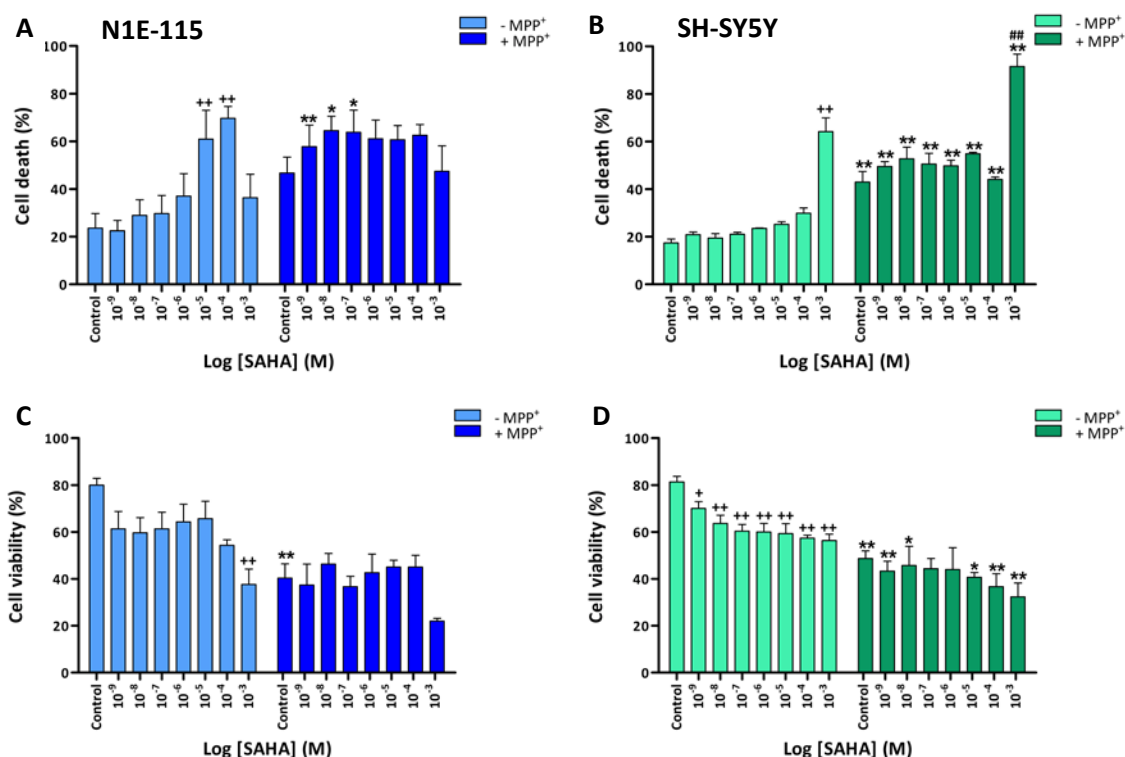 A N1E-115
- MPP⁺
+ MPP⁺
Cell death (%)
100
80
60
40
20
0
++ ++
** * *
Control 10⁻⁹ 10⁻⁸ 10⁻⁷ 10⁻⁶ 10⁻⁵ 10⁻⁴ 10⁻³ Control 10⁻⁹ 10⁻⁸ 10⁻⁷ 10⁻⁶ 10⁻⁵ 10⁻⁴ 10⁻³
Log [SAHA] (M)
B SH-SY5Y
- MPP⁺
+ MPP⁺
Cell death (%)
100
80
60
40
20
0
++
** ** ** ** ** ** **
##
**
Control 10⁻⁹ 10⁻⁸ 10⁻⁷ 10⁻⁶ 10⁻⁵ 10⁻⁴ 10⁻³ Control 10⁻⁹ 10⁻⁸ 10⁻⁷ 10⁻⁶ 10⁻⁵ 10⁻⁴ 10⁻³
Log [SAHA] (M)
C
- MPP⁺
+ MPP⁺
Cell viability (%)
100
80
60
40
20
0
++
**
Control 10⁻⁹ 10⁻⁸ 10⁻⁷ 10⁻⁶ 10⁻⁵ 10⁻⁴ 10⁻³ Control 10⁻⁹ 10⁻⁸ 10⁻⁷ 10⁻⁶ 10⁻⁵ 10⁻⁴ 10⁻³
Log [SAHA] (M)
D
- MPP⁺
+ MPP⁺
Cell viability (%)
100
80
60
40
20
0
+ ++ ++ ++ ++ ++ ++
** ** * * ** **
Control 10⁻⁹ 10⁻⁸ 10⁻⁷ 10⁻⁶ 10⁻⁵ 10⁻⁴ 10⁻³ Control 10⁻⁹ 10⁻⁸ 10⁻⁷ 10⁻⁶ 10⁻⁵ 10⁻⁴ 10⁻³
Log [SAHA] (M)